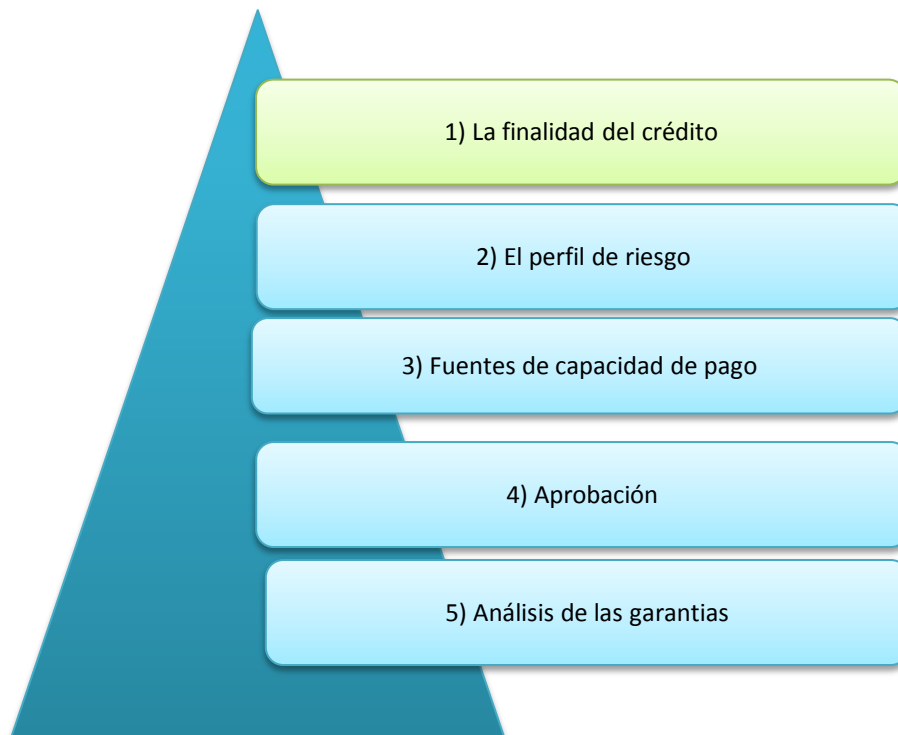 1) La finalidad del crédito
2) El perfil de riesgo
3) Fuentes de capacidad de pago
4) Aprobación
5) Análisis de las garantias